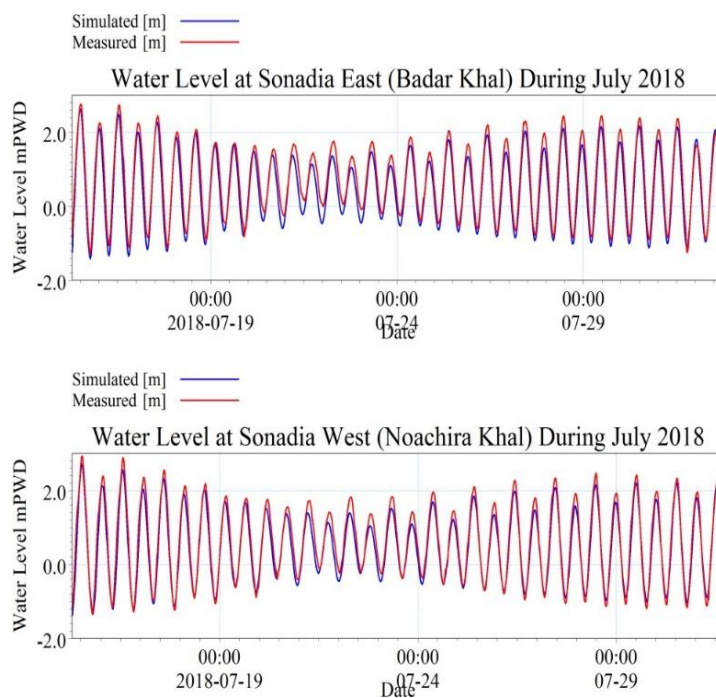 Simulated [m]
Measured [m]
Water Level at Sonadia East (Badar Khal) During July 2018
Water Level mPWD
2.0
0.0
-2.0
00:00 00:00 00:00
2018-07-19 07-24 07-29
Date
Simulated [m]
Measured [m]
Water Level at Sonadia West (Noachira Khal) During July 2018
Water Level mPWD
2.0
0.0
-2.0
00:00 00:00 00:00
2018-07-19 07-24 07-29
Date